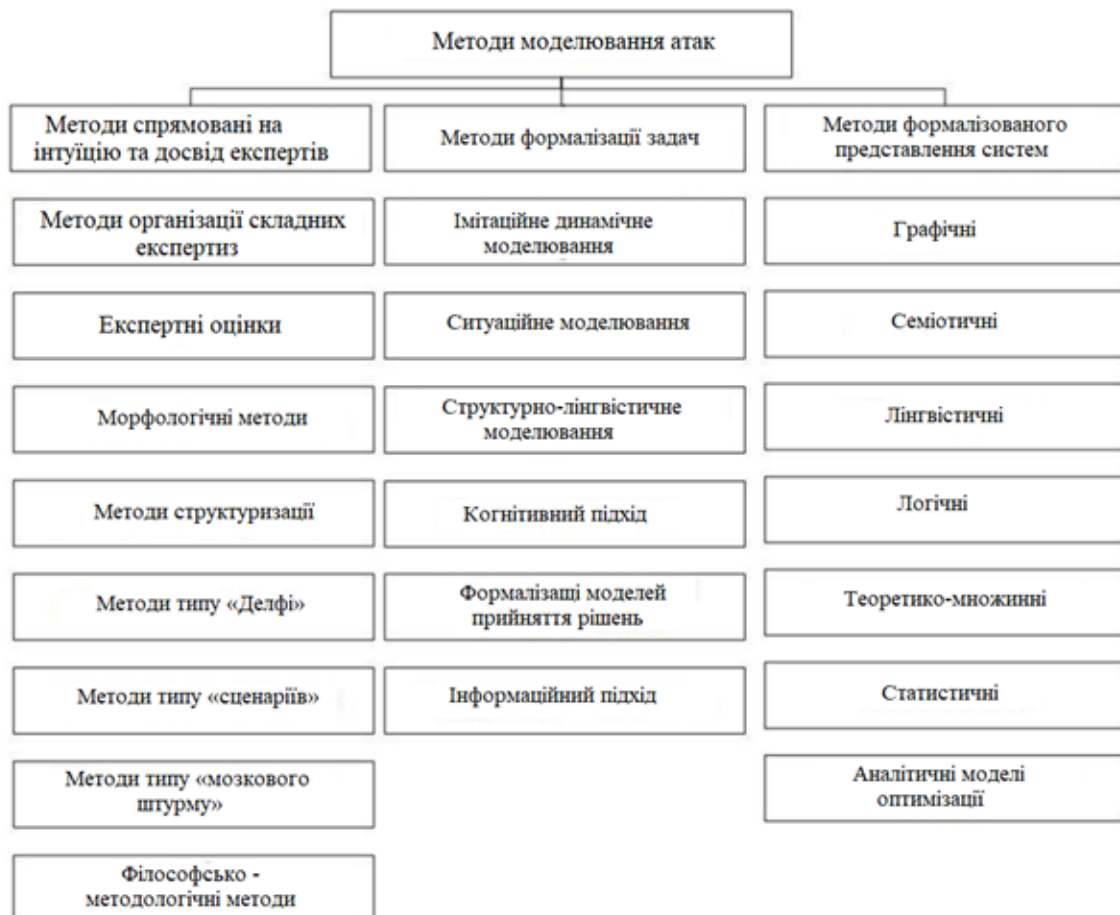 Методи моделювання атак
Методи спрямовані на
інтуїцію та досвід експертів
Методи організації складних
експертиз
Експертні оцінки
Морфологічні методи
Методи структуризації
Методи типу «Делфі»
Методи типу «сценаріїв»
Методи типу «мозкового
штурму»
Філософсько -
методологічні методи
Методи формалізації задач
Імітаційне динамічне
моделювання
Ситуаційне моделювання
Структурно-лінгвістичне
моделювання
Когнітивний підхід
Формалізащі моделей
прийняття рішень
Інформаційний підхід
Методи формалізованого
представлення систем
Графічні
Семіотичні
Лінгвістичні
Логічні
Теоретико-множинні
Статистичні
Аналітичні моделі
оптимізації